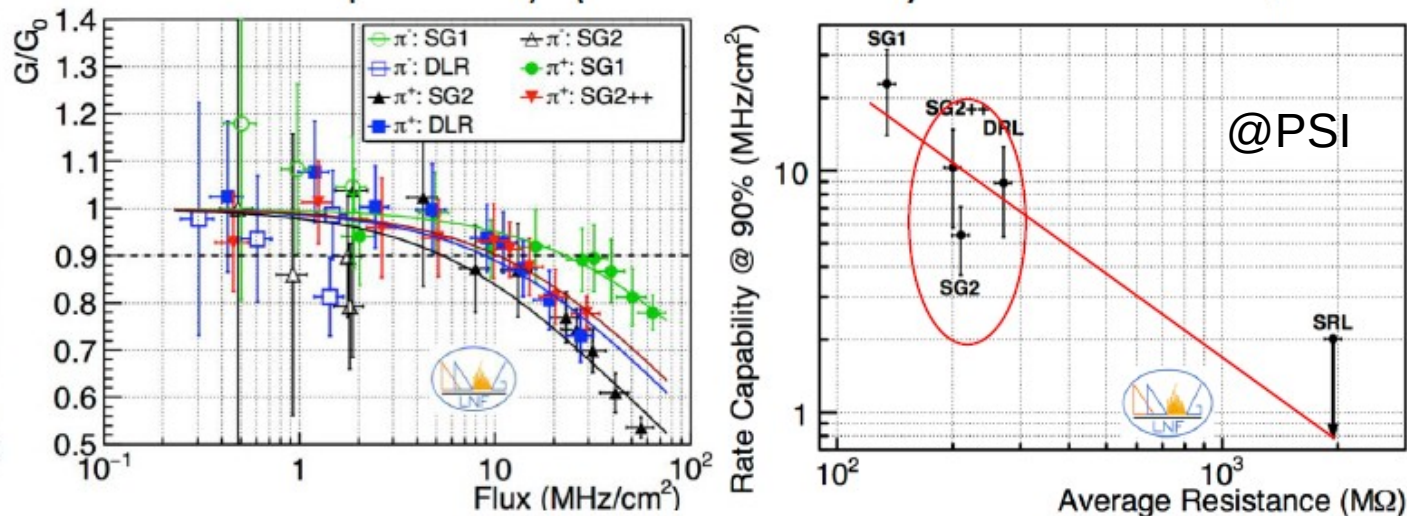 G/G₀
1.4
1.3
1.2
1.1
1
0.9
0.8
0.7
0.6
0.5
10⁻¹
1
10
10²
Flux (MHz/cm²)
π⁻: SG1
π⁻: SG2
π⁻: DLR
π⁺: SG1
π⁺: SG2
π⁺: SG2++
π⁺: DLR
LNF
Rate Capability @ 90% (MHz/cm²)
10
1
10²
10³
Average Resistance (MΩ)
SG1
SG2++
DRL
SG2
SRL
@PSI
LNF